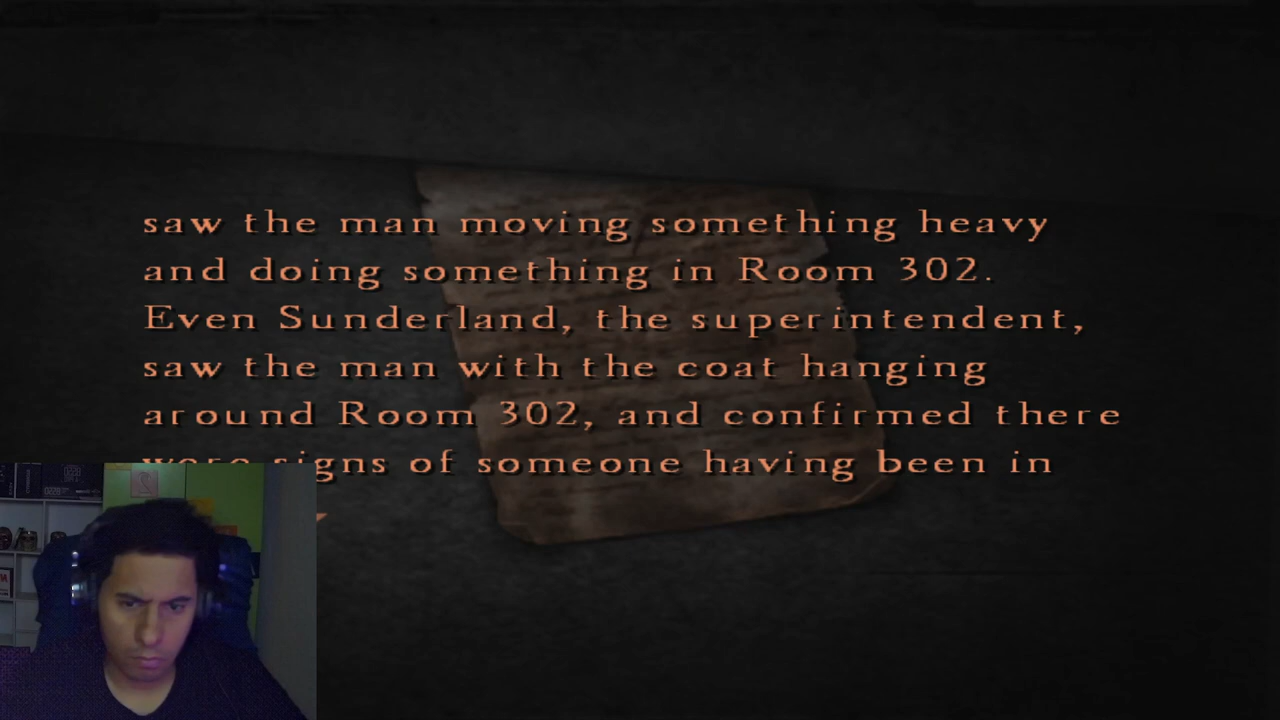 saw the man moving something heavy
and doing something in Room 302.
Even Sunderland, the superintendent,
saw the man with the coat hanging
around Room 302, and confirmed there
were signs of someone having been in